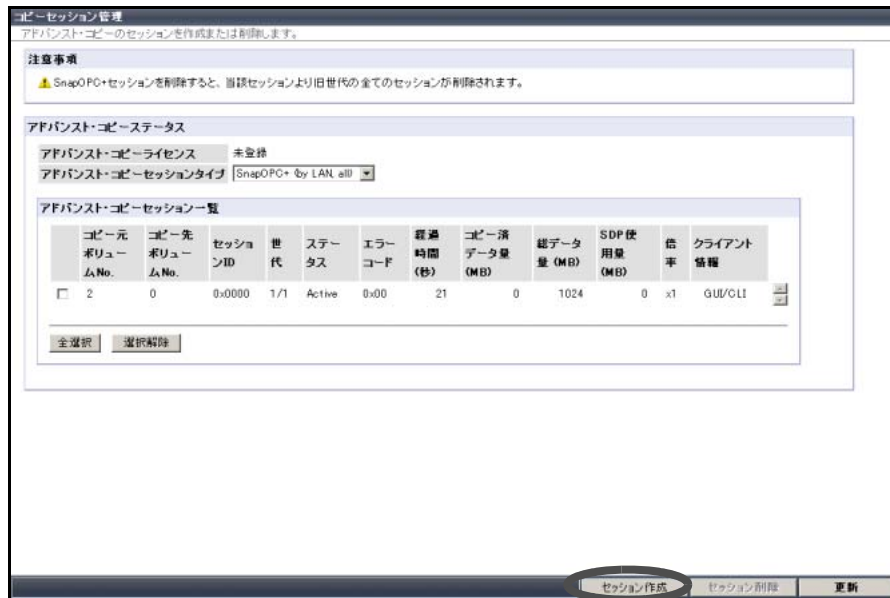 コピーセッション管理
アドバンスト・コピーのセッションを作成または削除します。
注意事項
SnapOPC+セッションを削除すると、当該セッションより旧世代の全てのセッションが削除されます。
アドバンスト・コピーステータス
アドバンスト・コピーライセンス 未登録
アドバンスト・コピーセッションタイプ SnapOPC+ (by LAN, all)
アドバンスト・コピーセッション一覧
コピー元ボリュームNo. コピー先ボリュームNo. セッションID 世代 ステータス エラーコード 経過時間(秒) コピー済データ量(MB) 総データ量(MB) SDP使用量(MB) 倍率 クライアント情報
2 0 0x0000 1/1 Active 0x00 21 0 1024 0 x1 GUI/CLI
全選択 選択解除
セッション作成 セッション削除 更新